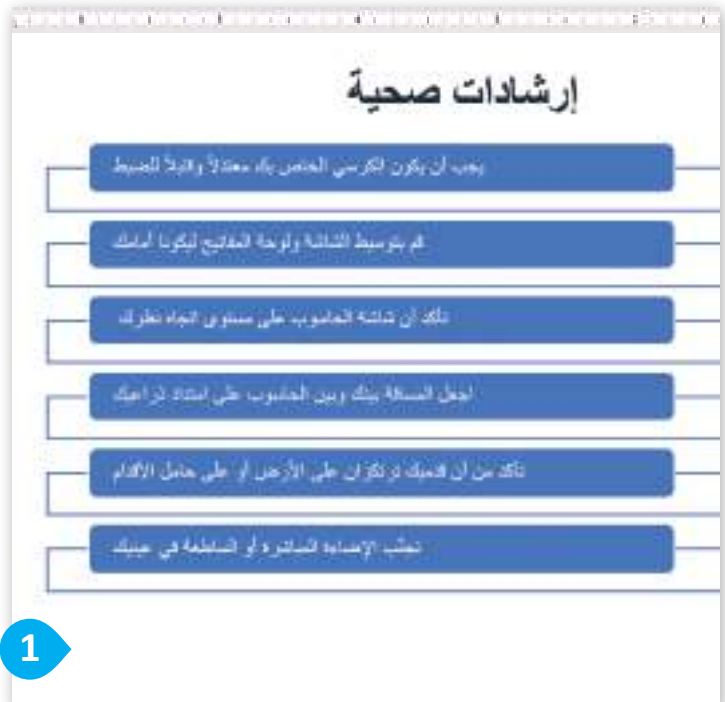 إرشادات صحية
يجب أن يكون الكرسي الخاص بك معتدلاً وقابلاً للضبط
قم بتوسيط الشاشة ولوحة المفاتيح ليكونا أمامك
تأكد أن شاشة الحاسوب على مستوى اتجاه نظرك
اجعل المسافة بينك وبين الحاسوب على امتداد ذراعيك
تأكد من أن قدميك ترتكزان على الأرض أو على حامل الأقدام
تجنّب الإضاءة المباشرة أو الساطعة في عينيك
1